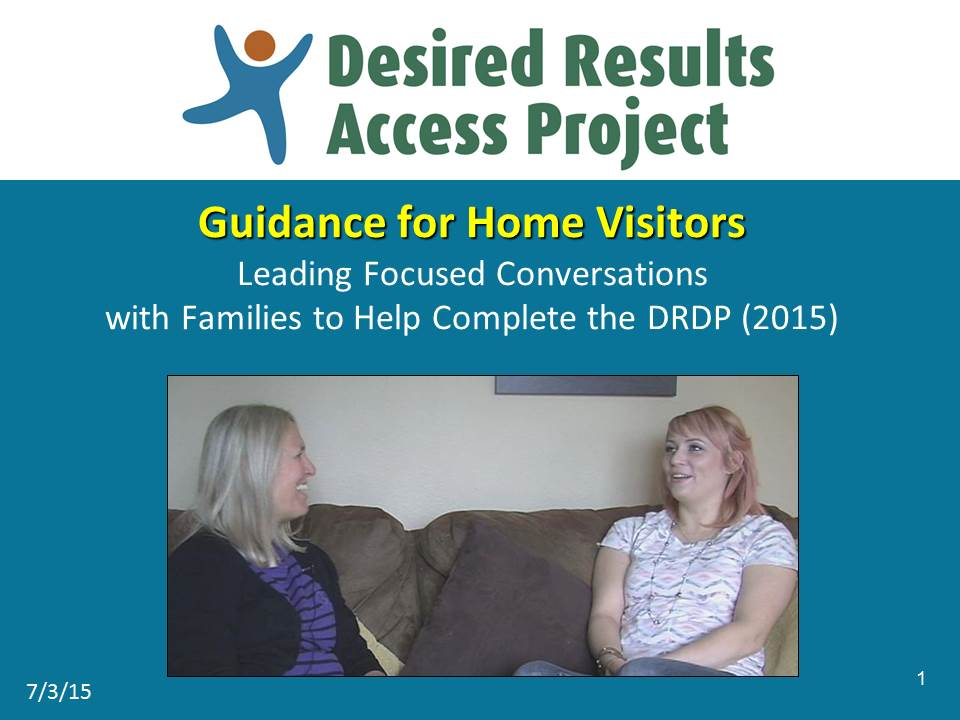 Desired Results
Access Project
Guidance for Home Visitors
Leading Focused Conversations
with Families to Help Complete the DRDP (2015)
7/3/15
1